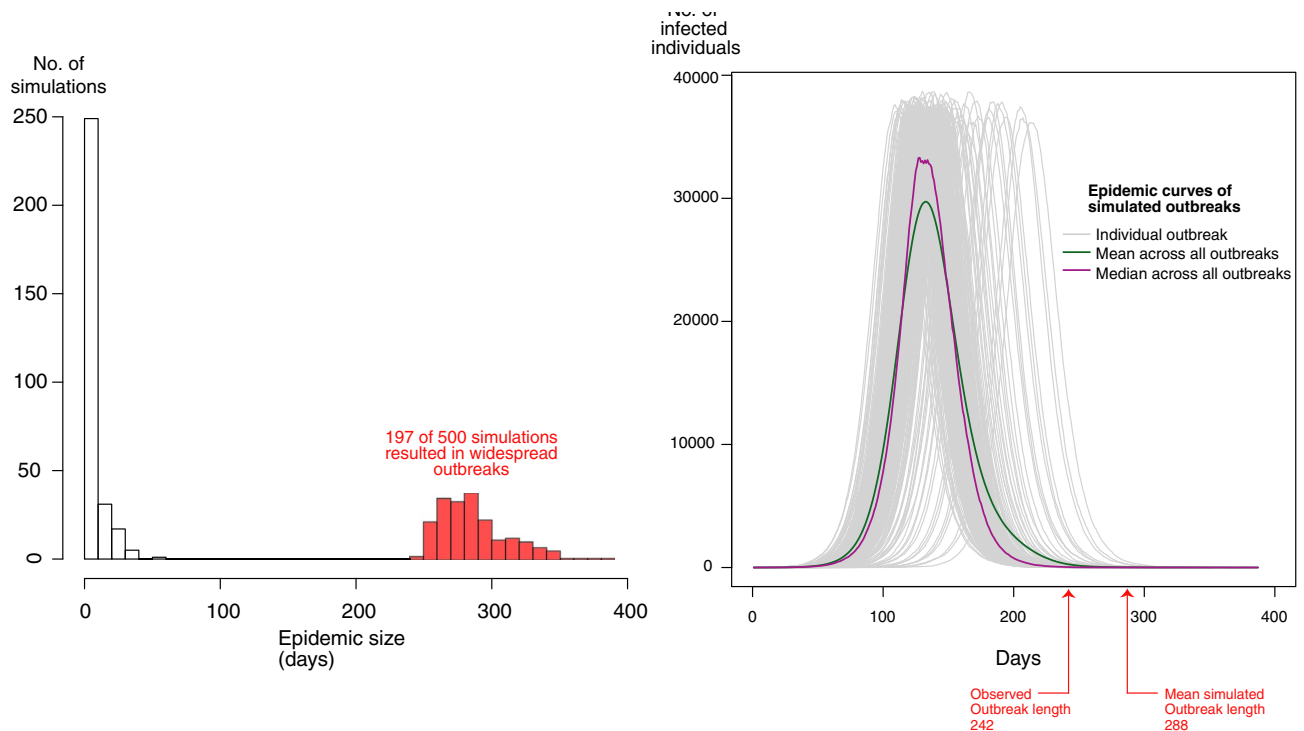 No. of
simulations
250
200
150
100
50
0
197 of 500 simulations
resulted in widespread
outbreaks
0
100
200
300
400
Epidemic size
(days)
No. of
infected
individuals
40000
30000
20000
10000
0
Epidemic curves of
simulated outbreaks
Individual outbreak
Mean across all outbreaks
Median across all outbreaks
0
100
200
300
400
Days
Observed
Outbreak length
242
Mean simulated
Outbreak length
288